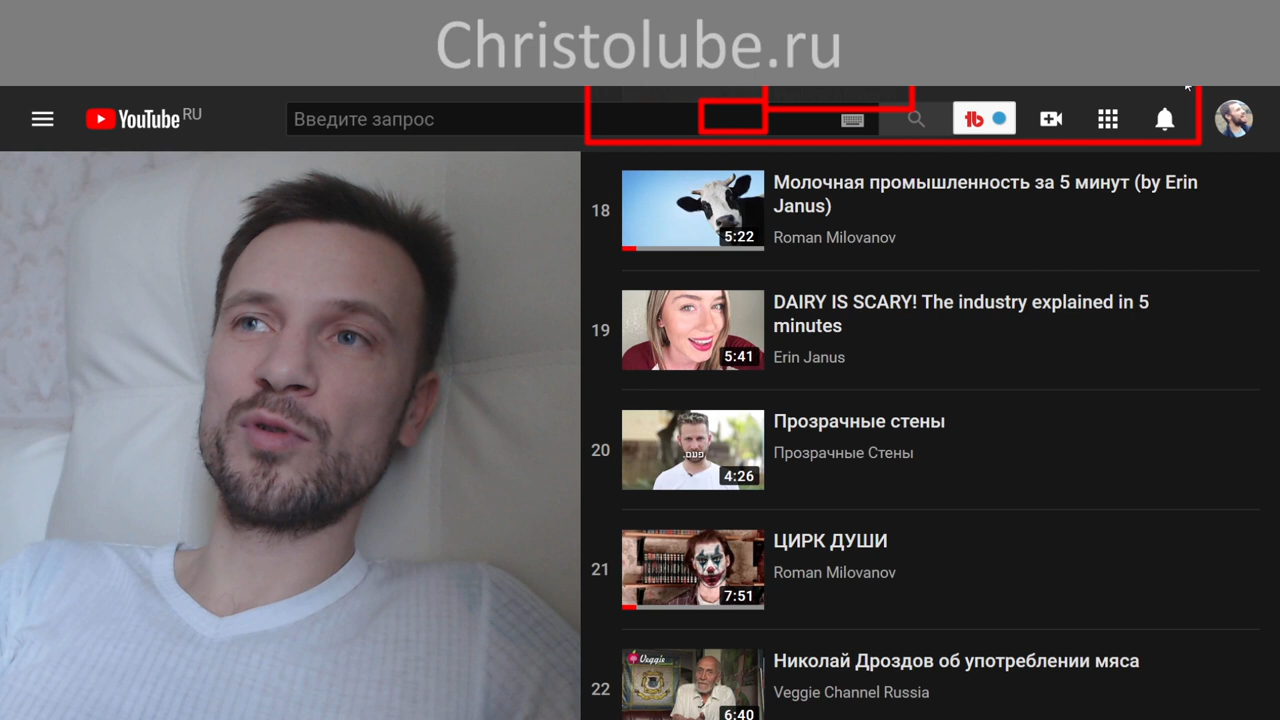 Christolube.ru
YouTube RU
Введите запрос
18
Молочная промышленность за 5 минут (by Erin
Janus)
Roman Milovanov
5:22
19
DAIRY IS SCARY! The industry explained in 5
minutes
Erin Janus
5:41
20
Прозрачные стены
Прозрачные Стены
פעם.
4:26
21
ЦИРК ДУШИ
Roman Milovanov
7:51
22
Николай Дроздов об употреблении мяса
Veggie Channel Russia
Veggie
6:40